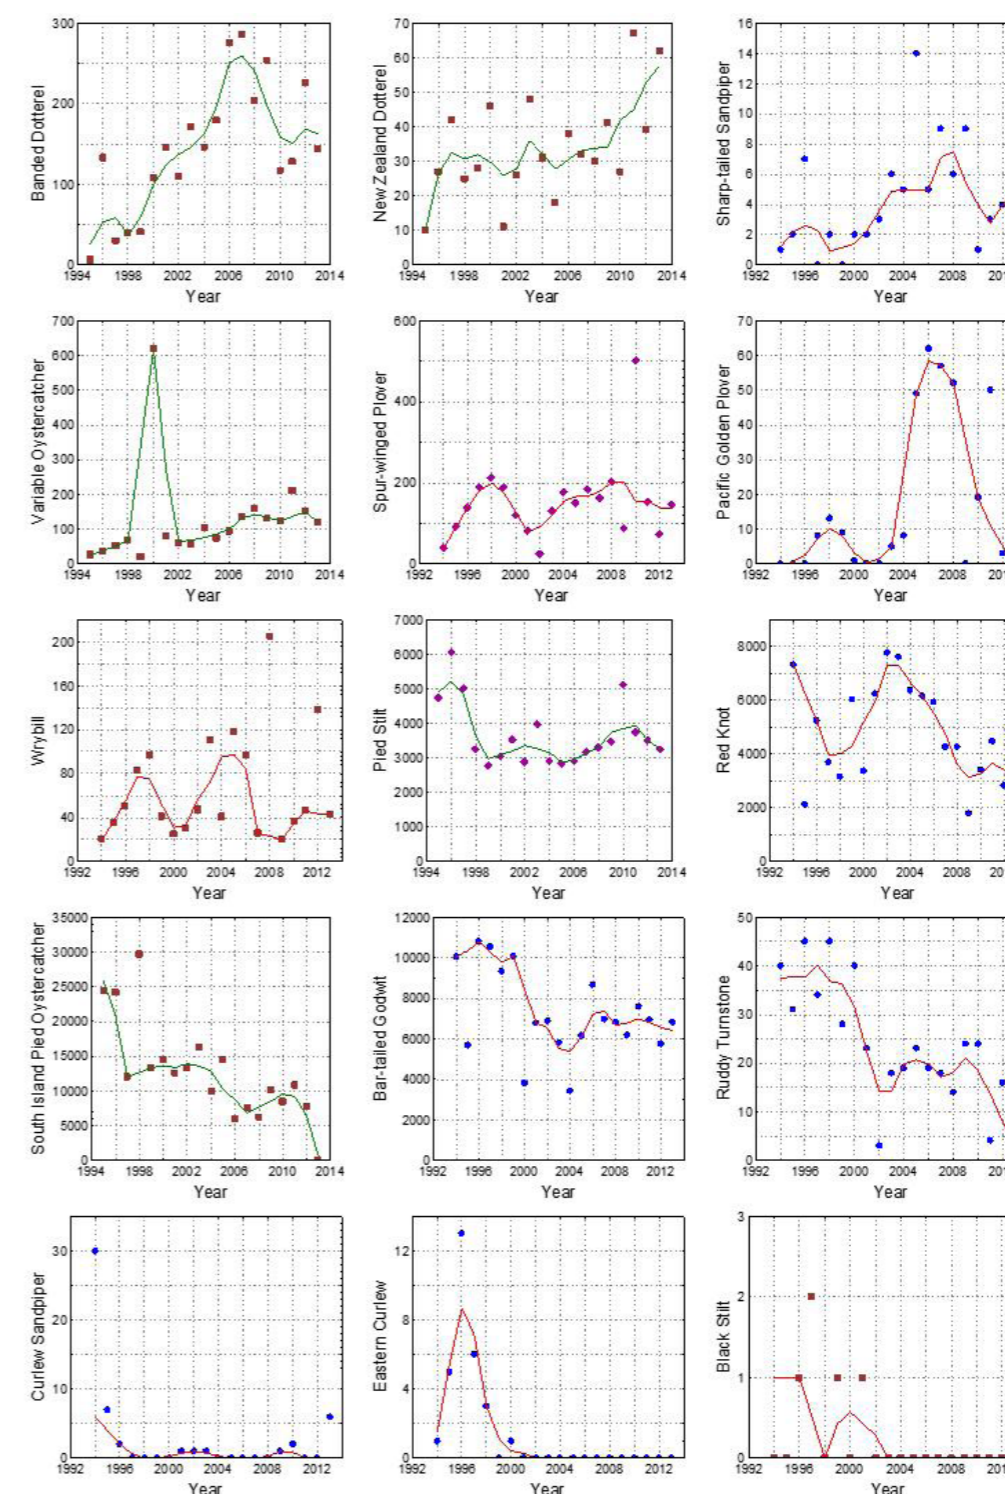 Banded Dotterel
300
200
100
0
1994 1998 2002 2006 2010 2014
Year
New Zealand Dotterel
70
60
50
40
30
20
10
0
1994 1998 2002 2006 2010 2014
Year
Sharp-tailed Sandpiper
16
14
12
10
8
6
4
2
0
1992 1996 2000 2004 2008
Year
Variable Oystercatcher
700
600
500
400
300
200
100
0
1994 1998 2002 2006 2010 2014
Year
Spur-winged Plover
600
400
200
0
1992 1996 2000 2004 2008 2012
Year
Pacific Golden Plover
70
60
50
40
30
20
10
0
1992 1996 2000 2004 2008
Year
Wrybill
200
160
120
80
40
0
1992 1996 2000 2004 2008 2012
Year
Pied Stilt
7000
6000
5000
4000
3000
2000
1000
0
1994 1998 2002 2006 2010 2014
Year
Red Knot
8000
6000
4000
2000
0
1992 1996 2000 2004 2008
Year
South Island Pied Oystercatcher
35000
30000
25000
20000
15000
10000
5000
0
1994 1998 2002 2006 2010 2014
Year
Bar-tailed Godwit
12000
10000
8000
6000
4000
2000
0
1992 1996 2000 2004 2008 2012
Year
Ruddy Turnstone
50
40
30
20
10
0
1992 1996 2000 2004 2008
Year
Curlew Sandpiper
30
20
10
0
1992 1996 2000 2004 2008 2012
Year
Eastern Curlew
12
8
4
0
1992 1996 2000 2004 2008 2012
Year
Black Stilt
3
2
1
0
1992 1996 2000 2004 2008
Year